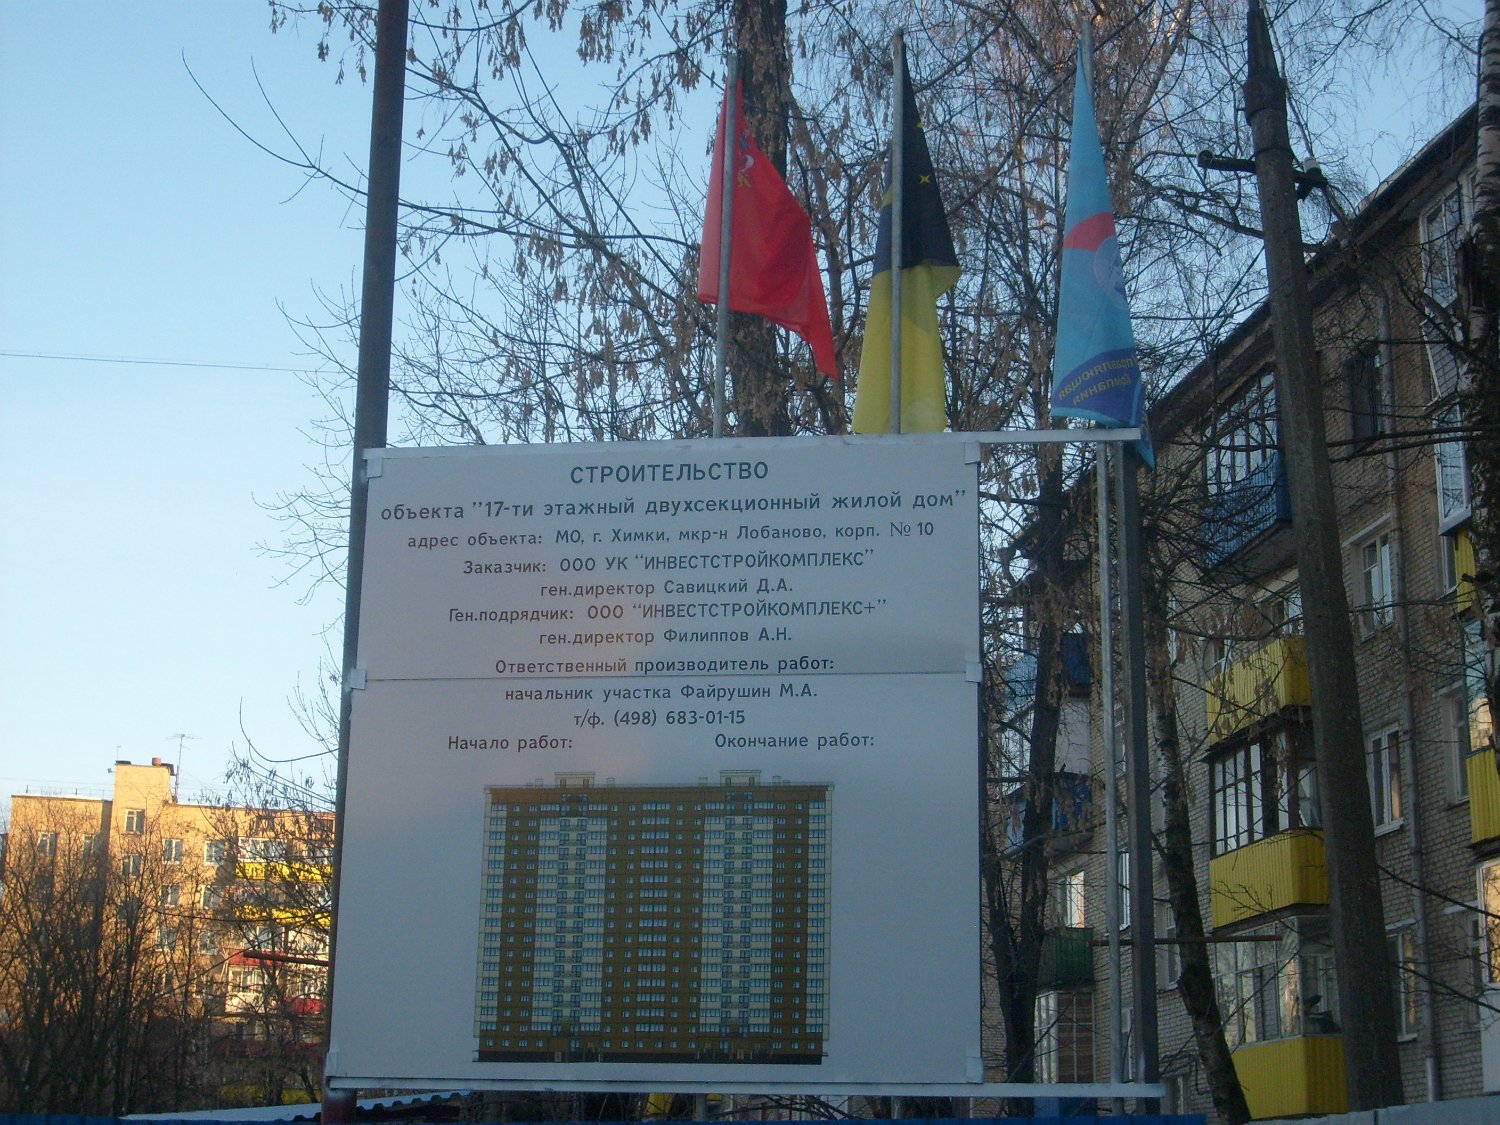 управляющая
компания
СТРОИТЕЛЬСТВО
объекта "17-ти этажный двухсекционный жилой дом"
адрес объекта: МО, г. Химки, мкр-н Лобаново, корп. № 10
Заказчик: ООО УК "ИНВЕСТСТРОЙКОМПЛЕКС"
ген.директор Савицкий Д.А.
Ген.подрядчик: ООО "ИНВЕСТСТРОЙКОМПЛЕКС+"
ген.директор Филиппов А.Н.
Ответственный производитель работ:
начальник участка Файрушин М.А.
т/ф. (498) 683-01-15
Начало работ: Окончание работ: